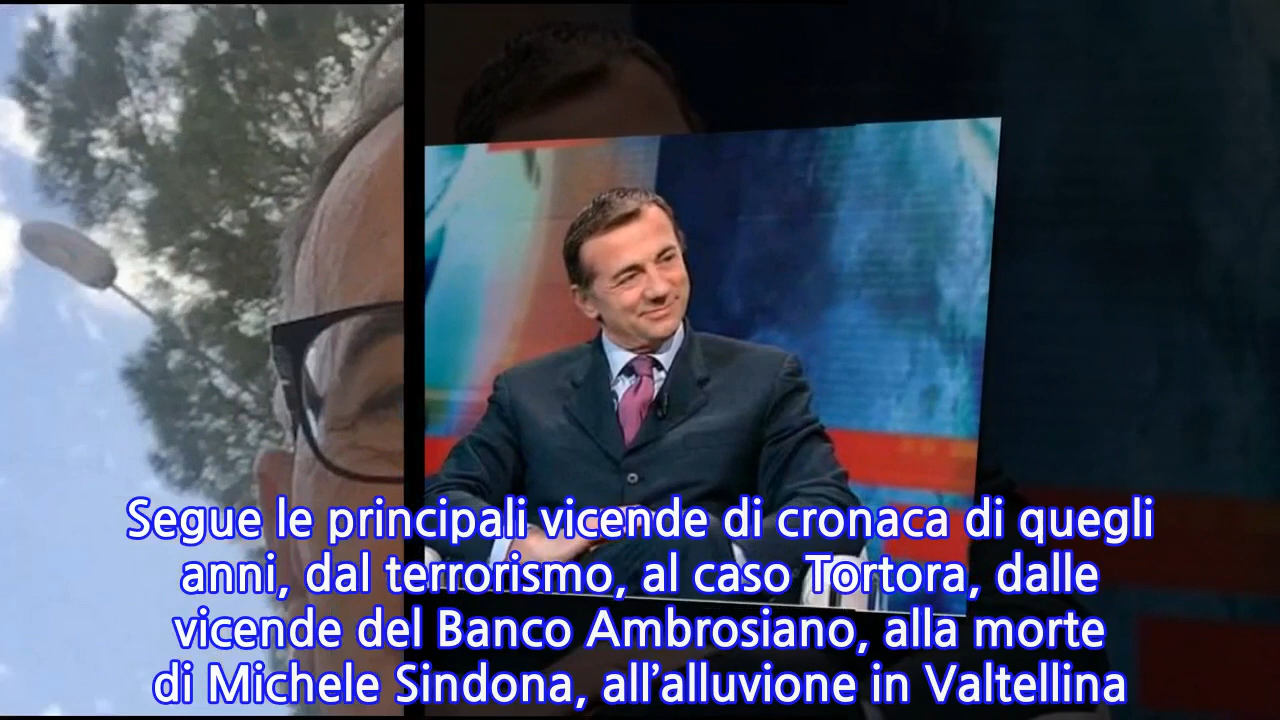 Segue le principali vicende di cronaca di quegli
anni, dal terrorismo, al caso Tortora, dalle
vicende del Banco Ambrosiano, alla morte
di Michele Sindona, all’alluvione in Valtellina